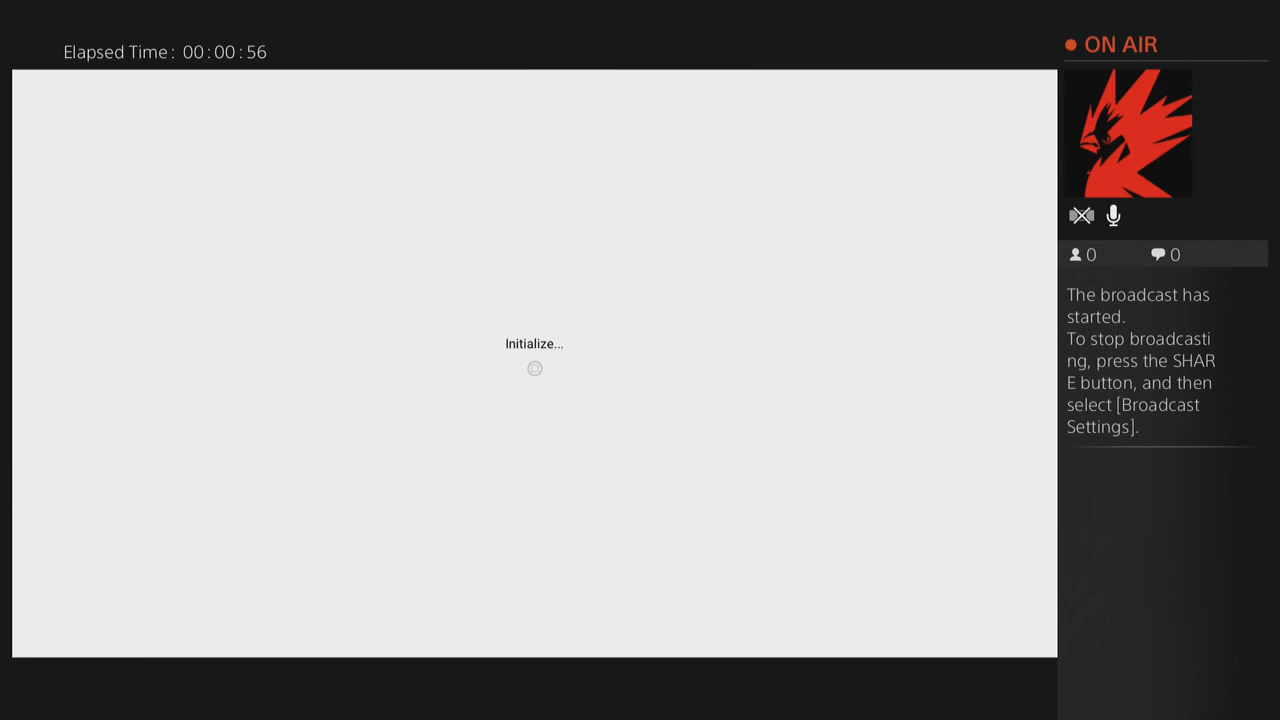 Elapsed Time: 00:00:56
ON AIR
0 0
Initialize...
The broadcast has
started.
To stop broadcasti
ng, press the SHAR
E button, and then
select [Broadcast
Settings].